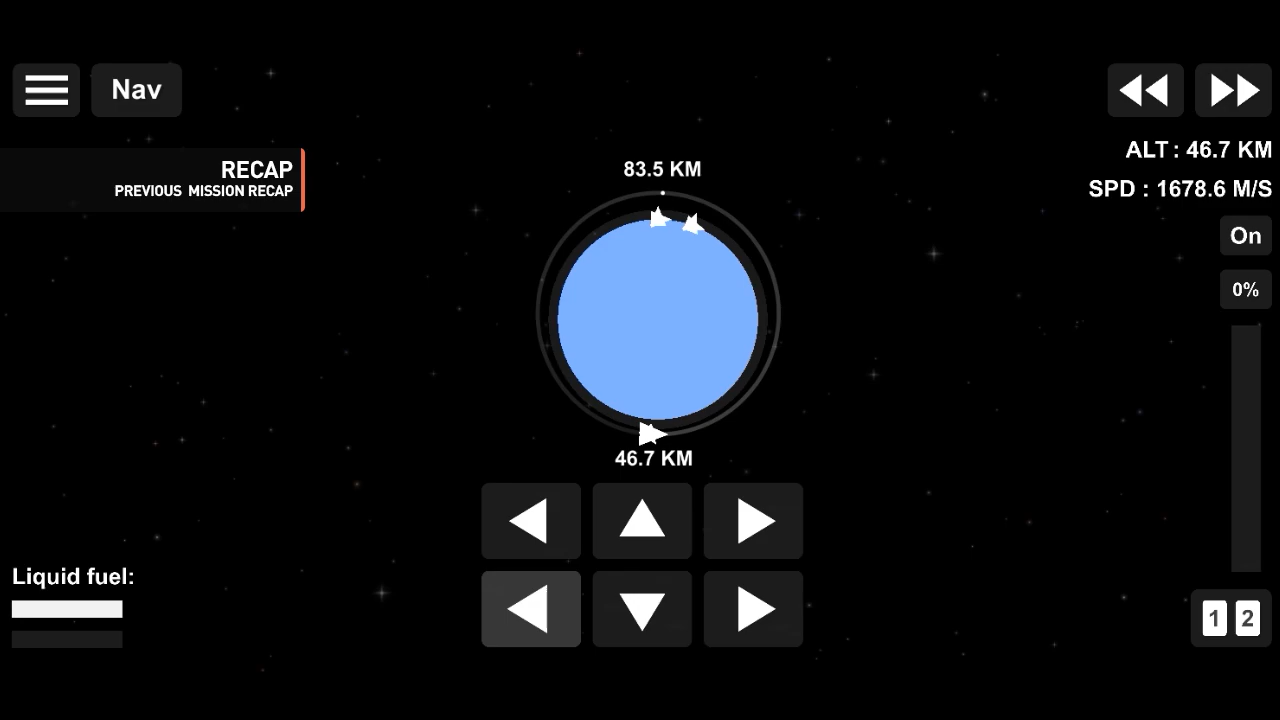 Nav
RECAP
PREVIOUS MISSION RECAP
ALT : 46.7 KM
SPD : 1678.6 M/S
On
0%
83.5 KM
46.7 KM
Liquid fuel:
1 2